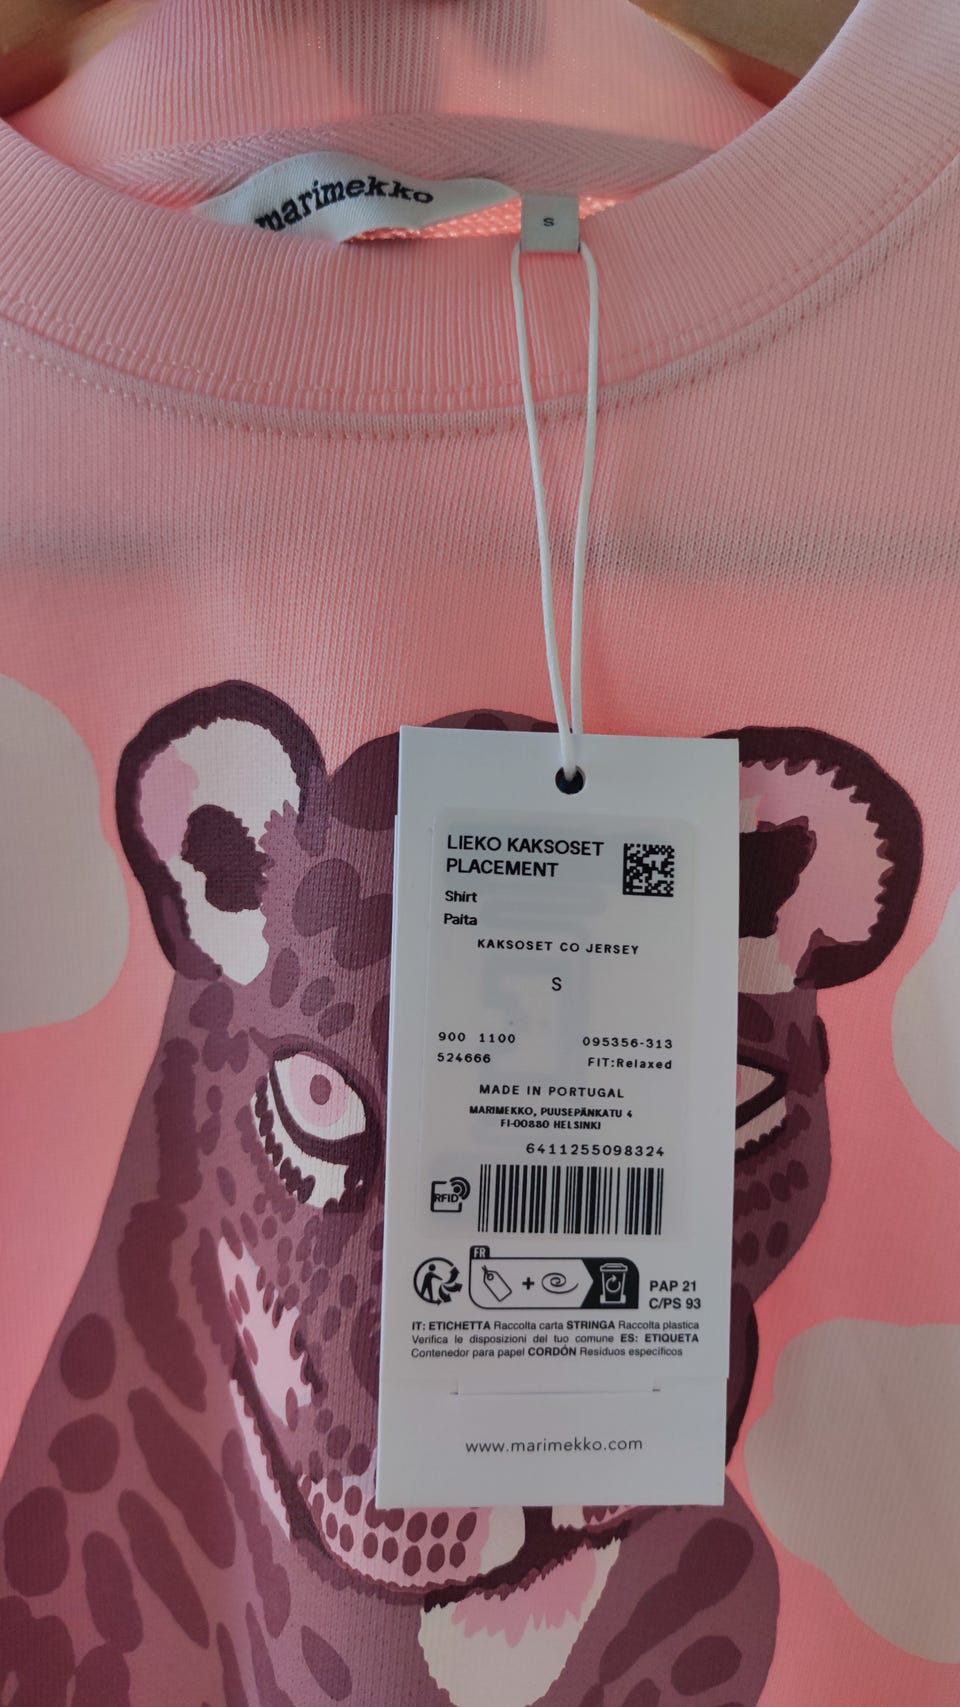 marimekko
S
LIEKO KAKSOSET
PLACEMENT
Shirt
Paita
KAKSOSET CO JERSEY
S
900 1100 095356-313
524666 FIT:Relaxed
MADE IN PORTUGAL
MARIMEKKO, PUUSEPÄNKATU 4
FI-00880 HELSINKI
6411255098324
RFID
FR
PAP 21
C/PS 93
IT: ETICHETTA Raccolta carta STRINGA Raccolta plastica
Verifica le disposizioni del tuo comune ES: ETIQUETA
Contenedor para papel CORDÓN Residuos específicos
www.marimekko.com